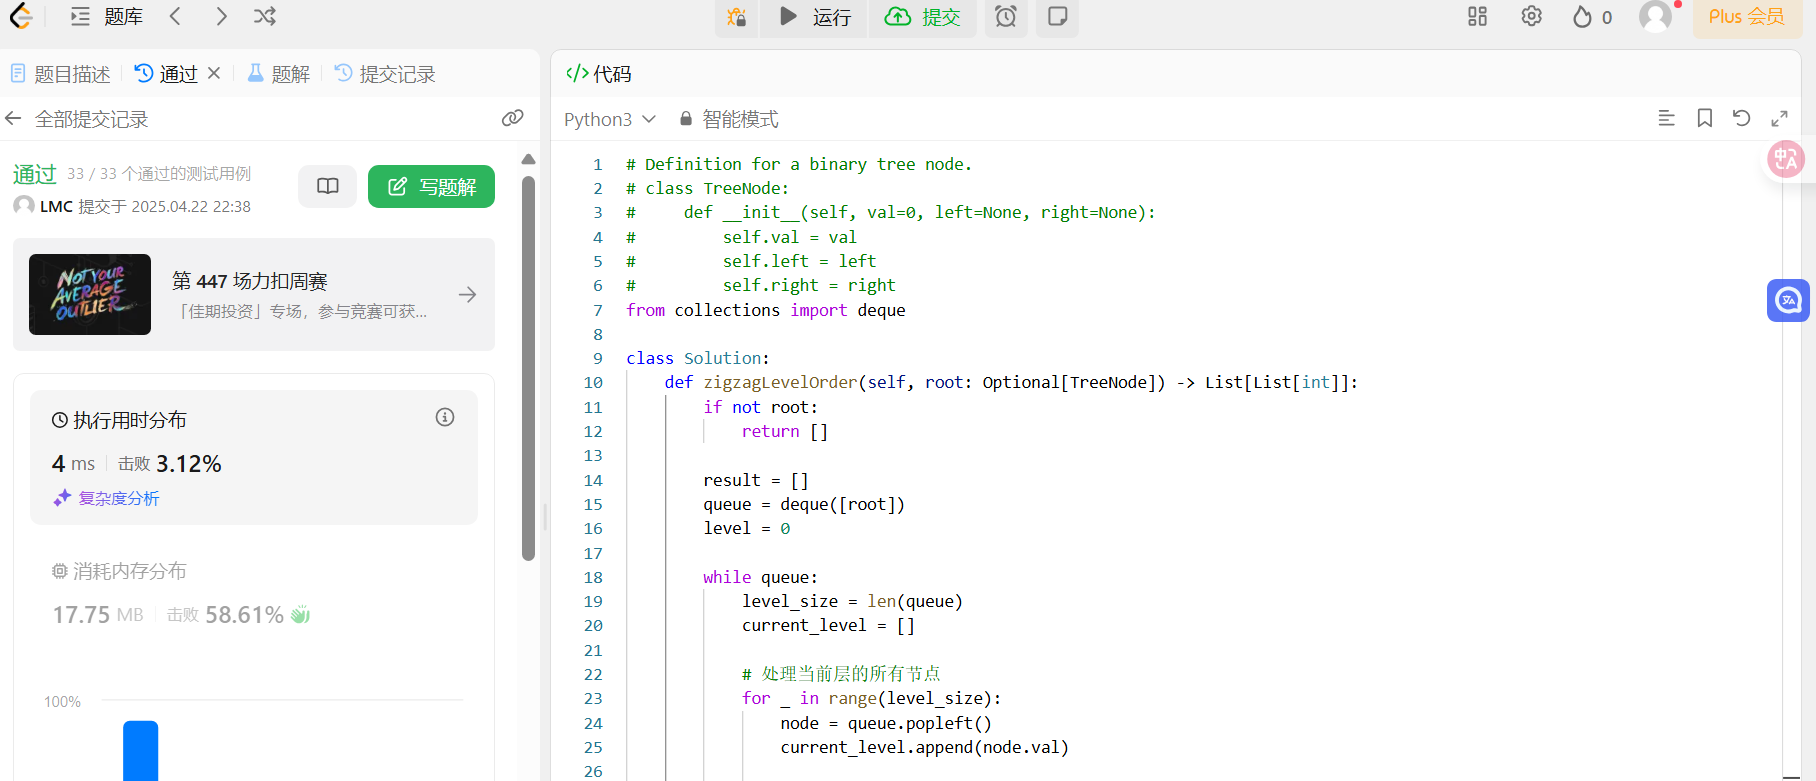 题库
运行
提交
0
Plus 会员
题目描述
通过
题解
提交记录
全部提交记录
通过 33 / 33 个通过的测试用例
LMC 提交于 2025.04.22 22:38
写题解
NOT YOUR
AVERAGE
OUTLIER
第 447 场力扣周赛
「佳期投资」专场，参与竞赛可获...
执行用时分布
4 ms 击败 3.12%
复杂度分析
消耗内存分布
17.75 MB 击败 58.61%
100%
</> 代码
Python3 智能模式
1 # Definition for a binary tree node.
2 # class TreeNode:
3 #     def __init__(self, val=0, left=None, right=None):
4 #         self.val = val
5 #         self.left = left
6 #         self.right = right
7 from collections import deque
8
9 class Solution:
10     def zigzagLevelOrder(self, root: Optional[TreeNode]) -> List[List[int]]:
11         if not root:
12             return []
13
14         result = []
15         queue = deque([root])
16         level = 0
17
18         while queue:
19             level_size = len(queue)
20             current_level = []
21
22             # 处理当前层的所有节点
23             for _ in range(level_size):
24                 node = queue.popleft()
25                 current_level.append(node.val)
26